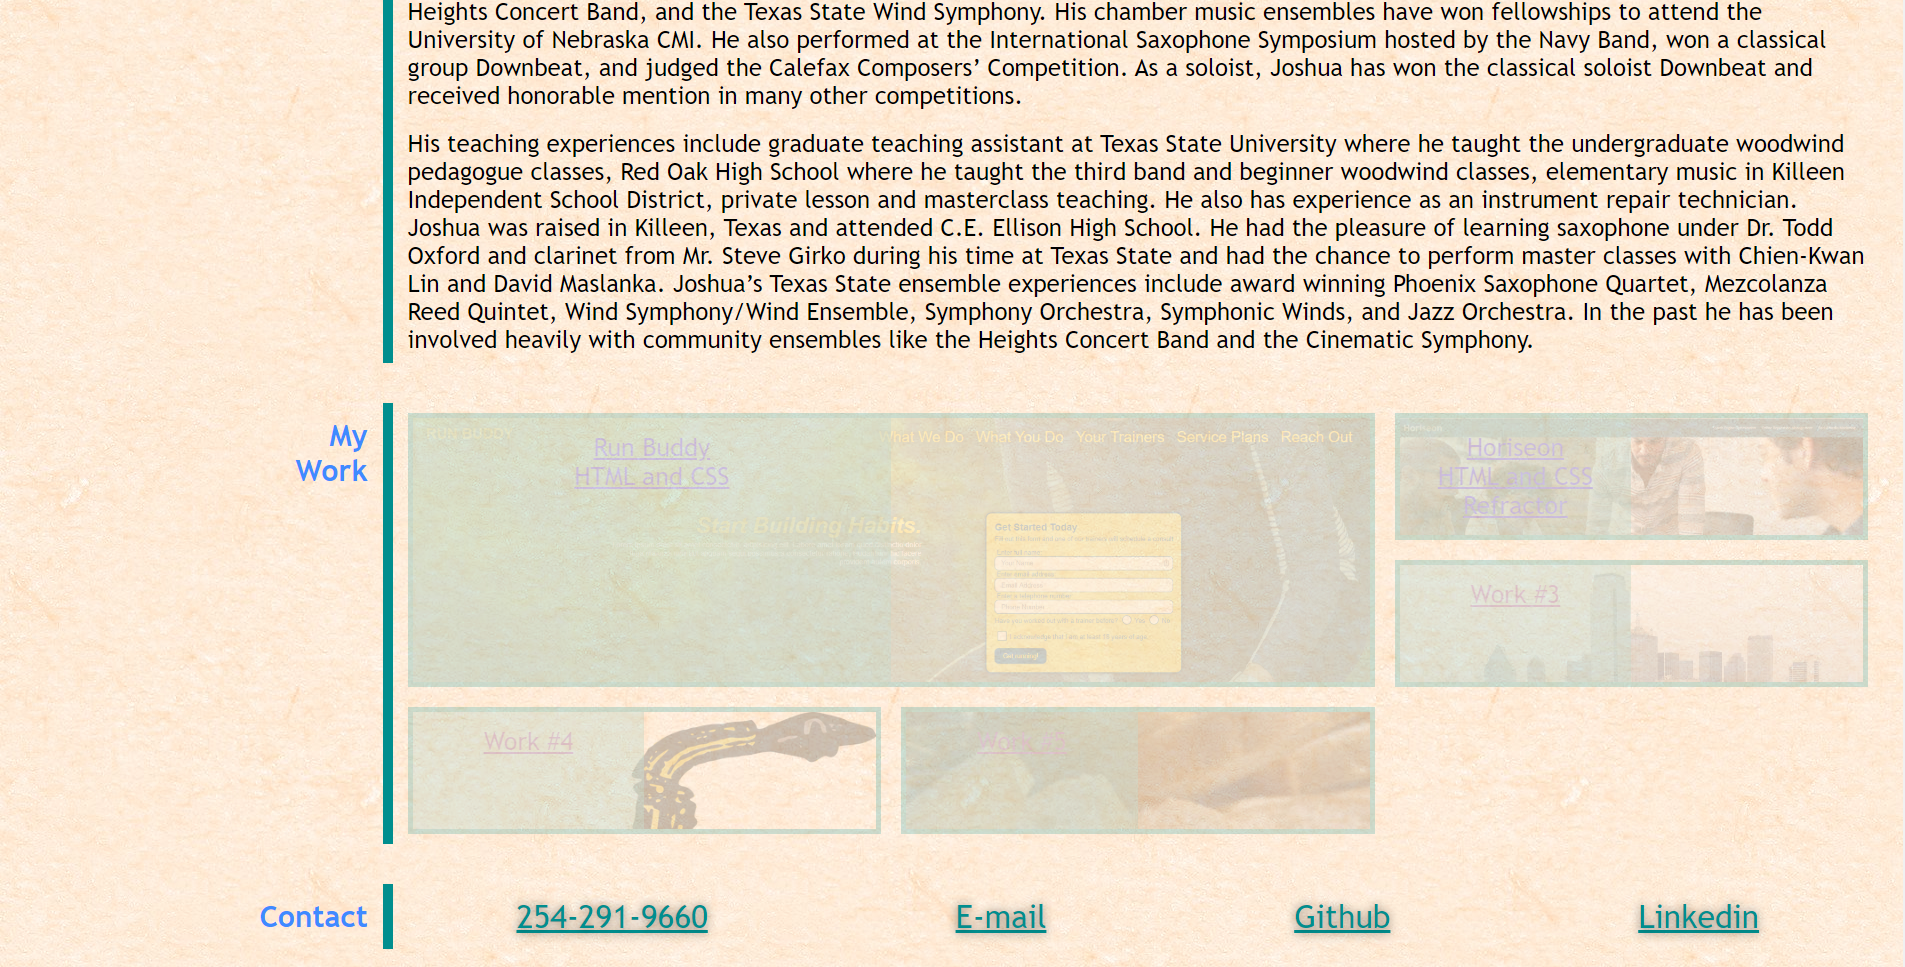 Heights Concert Band, and the Texas State Wind Symphony. His chamber music ensembles have won fellowships to attend the
University of Nebraska CMI. He also performed at the International Saxophone Symposium hosted by the Navy Band, won a classical
group Downbeat, and judged the Calefax Composers’ Competition. As a soloist, Joshua has won the classical soloist Downbeat and
received honorable mention in many other competitions.
His teaching experiences include graduate teaching assistant at Texas State University where he taught the undergraduate woodwind
pedagogue classes, Red Oak High School where he taught the third band and beginner woodwind classes, elementary music in Killeen
Independent School District, private lesson and masterclass teaching. He also has experience as an instrument repair technician.
Joshua was raised in Killeen, Texas and attended C.E. Ellison High School. He had the pleasure of learning saxophone under Dr. Todd
Oxford and clarinet from Mr. Steve Girko during his time at Texas State and had the chance to perform master classes with Chien-Kwan
Lin and David Maslanka. Joshua’s Texas State ensemble experiences include award winning Phoenix Saxophone Quartet, Mezcolanza
Reed Quintet, Wind Symphony/Wind Ensemble, Symphony Orchestra, Symphonic Winds, and Jazz Orchestra. In the past he has been
involved heavily with community ensembles like the Heights Concert Band and the Cinematic Symphony.
My
Work
RUN BUDDY
What We Do What You Do Your Trainers Service Plans Reach Out
Run Buddy
HTML and CSS
Start Building Habits.
Get Started Today
Horiseon
Horiseon
HTML and CSS
Refractor
Work #3
Work #4
Work #5
Contact
254-291-9660
E-mail
Github
Linkedin